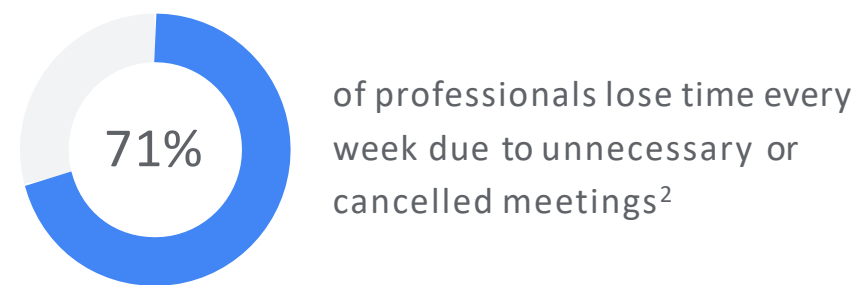 71%
of professionals lose time every
week due to unnecessary or
cancelled meetings²